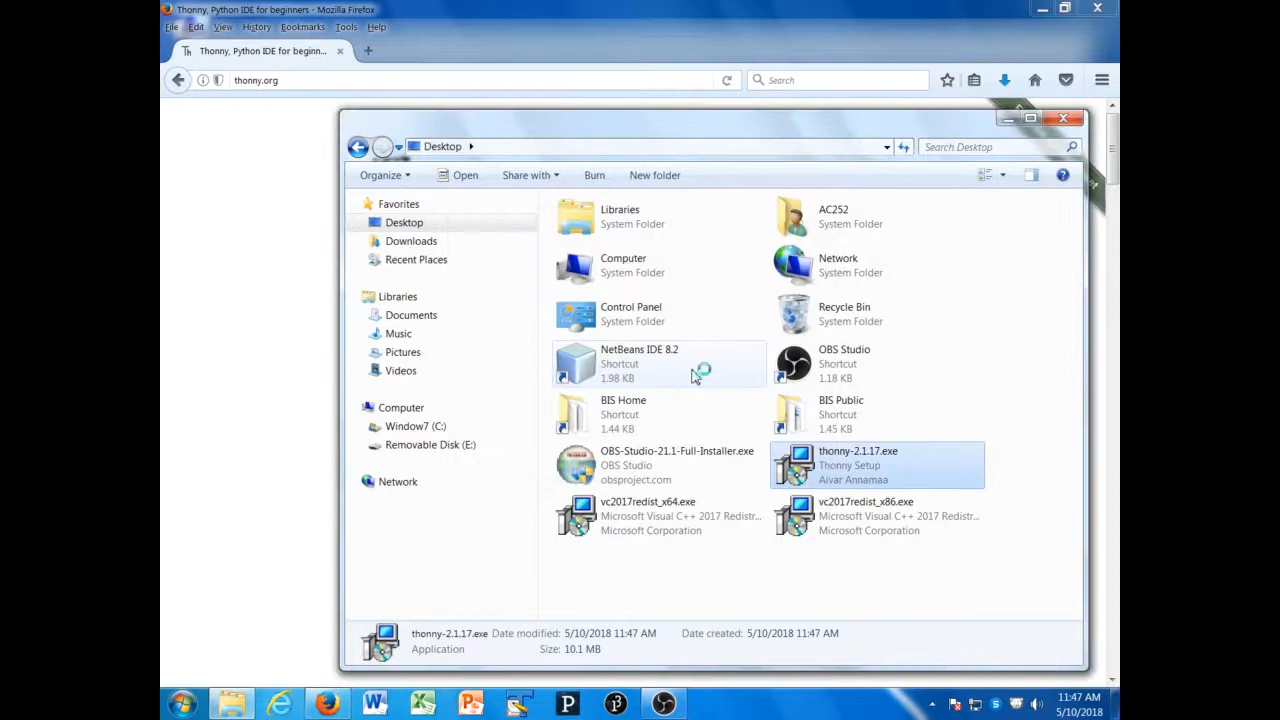 Thonny, Python IDE for beginners - Mozilla Firefox
File Edit View History Bookmarks Tools Help
Th Thonny, Python IDE for beginn...
thonny.org
Search
Desktop
Search Desktop
Organize Open Share with Burn New folder
Favorites
Desktop
Downloads
Recent Places
Libraries
Documents
Music
Pictures
Videos
Computer
Window7 (C:)
Removable Disk (E:)
Network
Libraries
System Folder
AC252
System Folder
Computer
System Folder
Network
System Folder
Control Panel
System Folder
Recycle Bin
System Folder
NetBeans IDE 8.2
Shortcut
1.98 KB
OBS Studio
Shortcut
1.18 KB
BIS Home
Shortcut
1.44 KB
BIS Public
Shortcut
1.45 KB
OBS-Studio-21.1-Full-Installer.exe
OBS Studio
obsproject.com
thonny-2.1.17.exe
Thonny Setup
Aivar Annamaa
vc2017redist_x64.exe
Microsoft Visual C++ 2017 Redistr...
Microsoft Corporation
vc2017redist_x86.exe
Microsoft Visual C++ 2017 Redistr...
Microsoft Corporation
thonny-2.1.17.exe Date modified: 5/10/2018 11:47 AM Date created: 5/10/2018 11:47 AM
Application Size: 10.1 MB
11:47 AM
5/10/2018